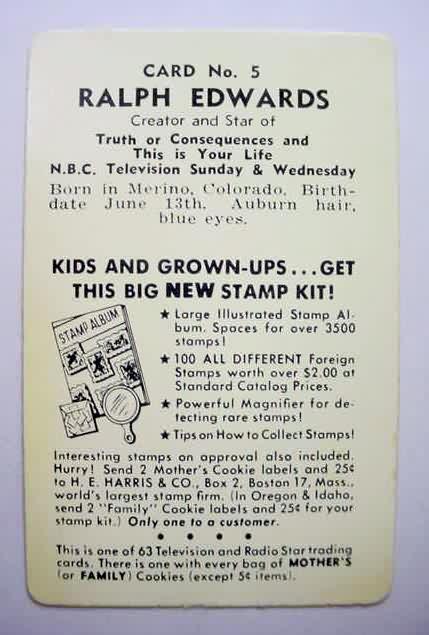 CARD No. 5
RALPH EDWARDS
Creator and Star of
Truth or Consequences and
This is Your Life
N.B.C. Television Sunday & Wednesday
Born in Merino, Colorado. Birth-
date June 13th. Auburn hair,
blue eyes.
KIDS AND GROWN-UPS...GET
THIS BIG NEW STAMP KIT!
STAMP ALBUM
★ Large Illustrated Stamp Al-
bum. Spaces for over 3500
stamps!
★ 100 ALL DIFFERENT Foreign
Stamps worth over $2.00 at
Standard Catalog Prices.
★ Powerful Magnifier for de-
tecting rare stamps!
★ Tips on How to Collect Stamps!
Interesting stamps on approval also included.
Hurry! Send 2 Mother's Cookie labels and 25¢
to H. E. HARRIS & CO., Box 2, Boston 17, Mass.,
world's largest stamp firm. (In Oregon & Idaho,
send 2 "Family" Cookie labels and 25¢ for your
stamp kit.) Only one to a customer.
• • • •
This is one of 63 Television and Radio Star trading
cards. There is one with every bag of MOTHER'S
(or FAMILY) Cookies (except 5¢ items).